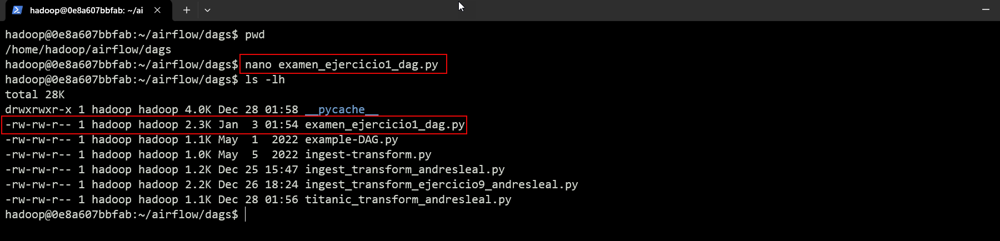 hadoop@0e8a607bbfab: ~/ai
hadoop@0e8a607bbfab:~/airflow/dags$ pwd
/home/hadoop/airflow/dags
hadoop@0e8a607bbfab:~/airflow/dags$ nano examen_ejercicio1_dag.py
hadoop@0e8a607bbfab:~/airflow/dags$ ls -lh
total 28K
drwxrwxr-x 1 hadoop hadoop 4.0K Dec 28 01:58 __pycache__
-rw-rw-r-- 1 hadoop hadoop 2.3K Jan  3 01:54 examen_ejercicio1_dag.py
-rw-rw-r-- 1 hadoop hadoop 1.1K May  1  2022 example-DAG.py
-rw-rw-r-- 1 hadoop hadoop 1.0K May  5  2022 ingest-transform.py
-rw-rw-r-- 1 hadoop hadoop 1.2K Dec 25 15:47 ingest_transform_andresleal.py
-rw-rw-r-- 1 hadoop hadoop 2.2K Dec 26 18:24 ingest_transform_ejercicio9_andresleal.py
-rw-rw-r-- 1 hadoop hadoop 1.1K Dec 28 01:56 titanic_transform_andresleal.py
hadoop@0e8a607bbfab:~/airflow/dags$